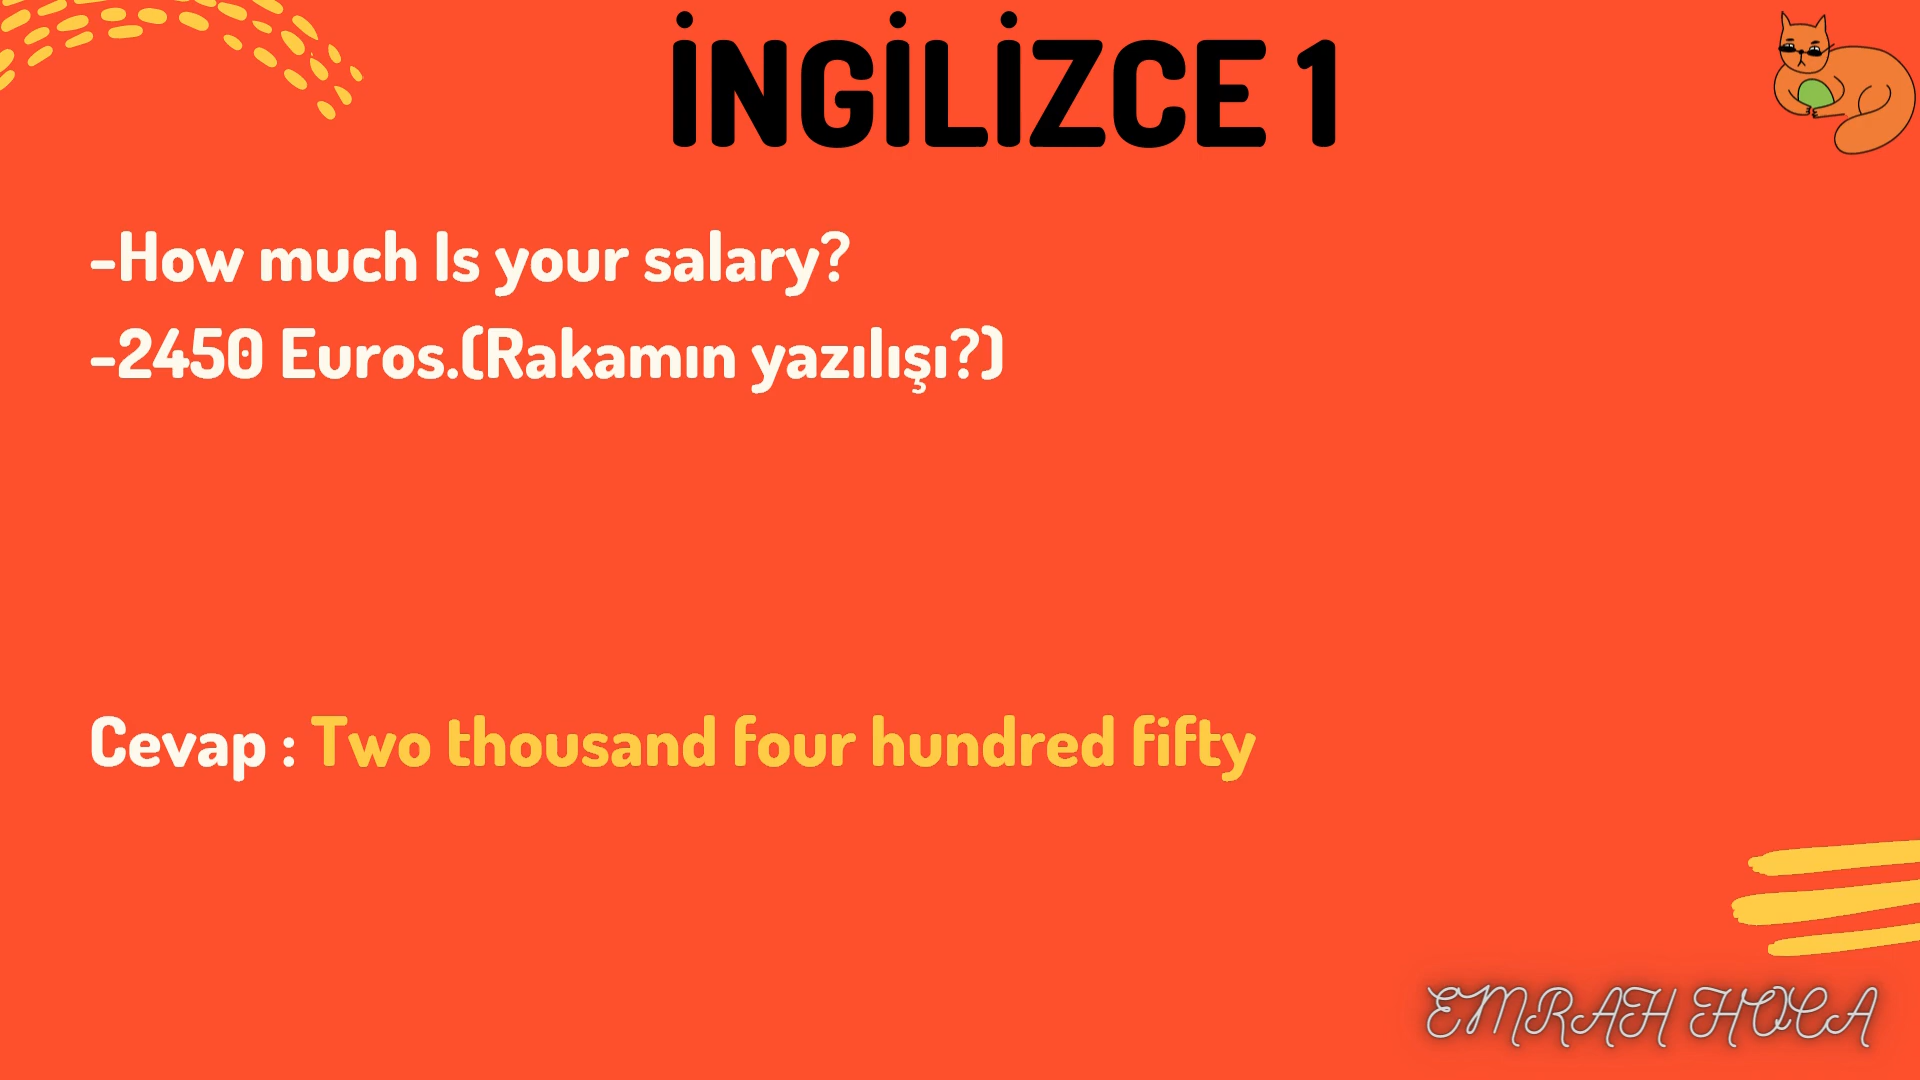 İNGİLİZCE 1
-How much Is your salary?
-2450 Euros.(Rakamın yazılışı?)
Cevap : Two thousand four hundred fifty
EMRAH HOCA